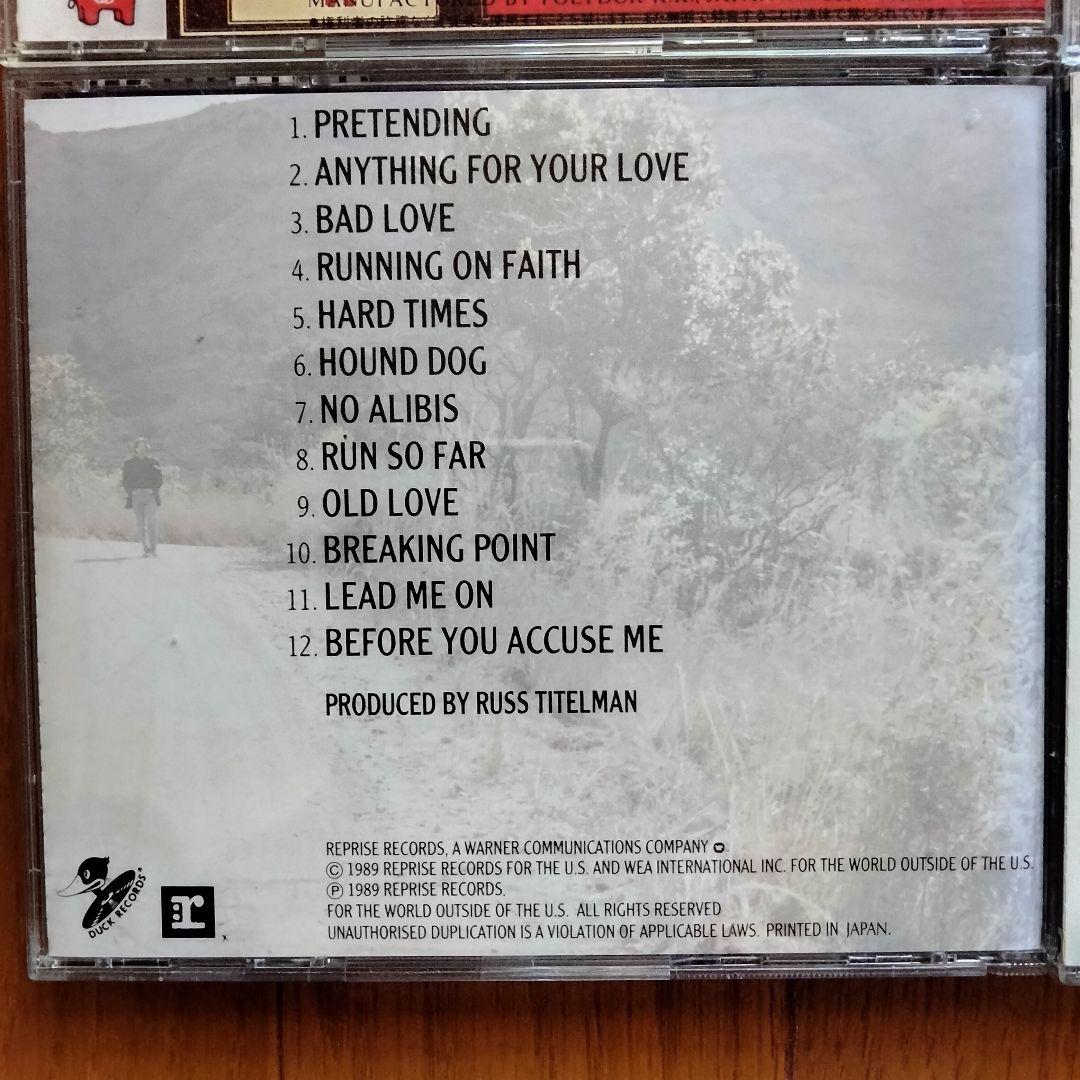 MANUFACTURED BY POLYDOR K.K., JAPAN
1. PRETENDING
2. ANYTHING FOR YOUR LOVE
3. BAD LOVE
4. RUNNING ON FAITH
5. HARD TIMES
6. HOUND DOG
7. NO ALIBIS
8. RUN SO FAR
9. OLD LOVE
10. BREAKING POINT
11. LEAD ME ON
12. BEFORE YOU ACCUSE ME
PRODUCED BY RUSS TITELMAN
REPRISE RECORDS, A WARNER COMMUNICATIONS COMPANY
© 1989 REPRISE RECORDS FOR THE U.S. AND WEA INTERNATIONAL INC. FOR THE WORLD OUTSIDE OF THE U.S.
℗ 1989 REPRISE RECORDS.
FOR THE WORLD OUTSIDE OF THE U.S. ALL RIGHTS RESERVED
UNAUTHORISED DUPLICATION IS A VIOLATION OF APPLICABLE LAWS. PRINTED IN JAPAN.
DUCK RECORDS
r